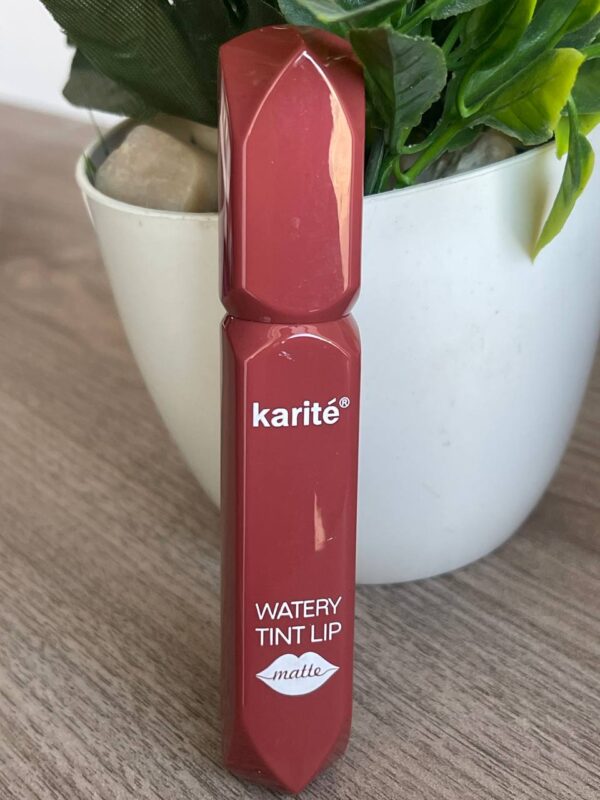 karité®
WATERY
TINT LIP
matte